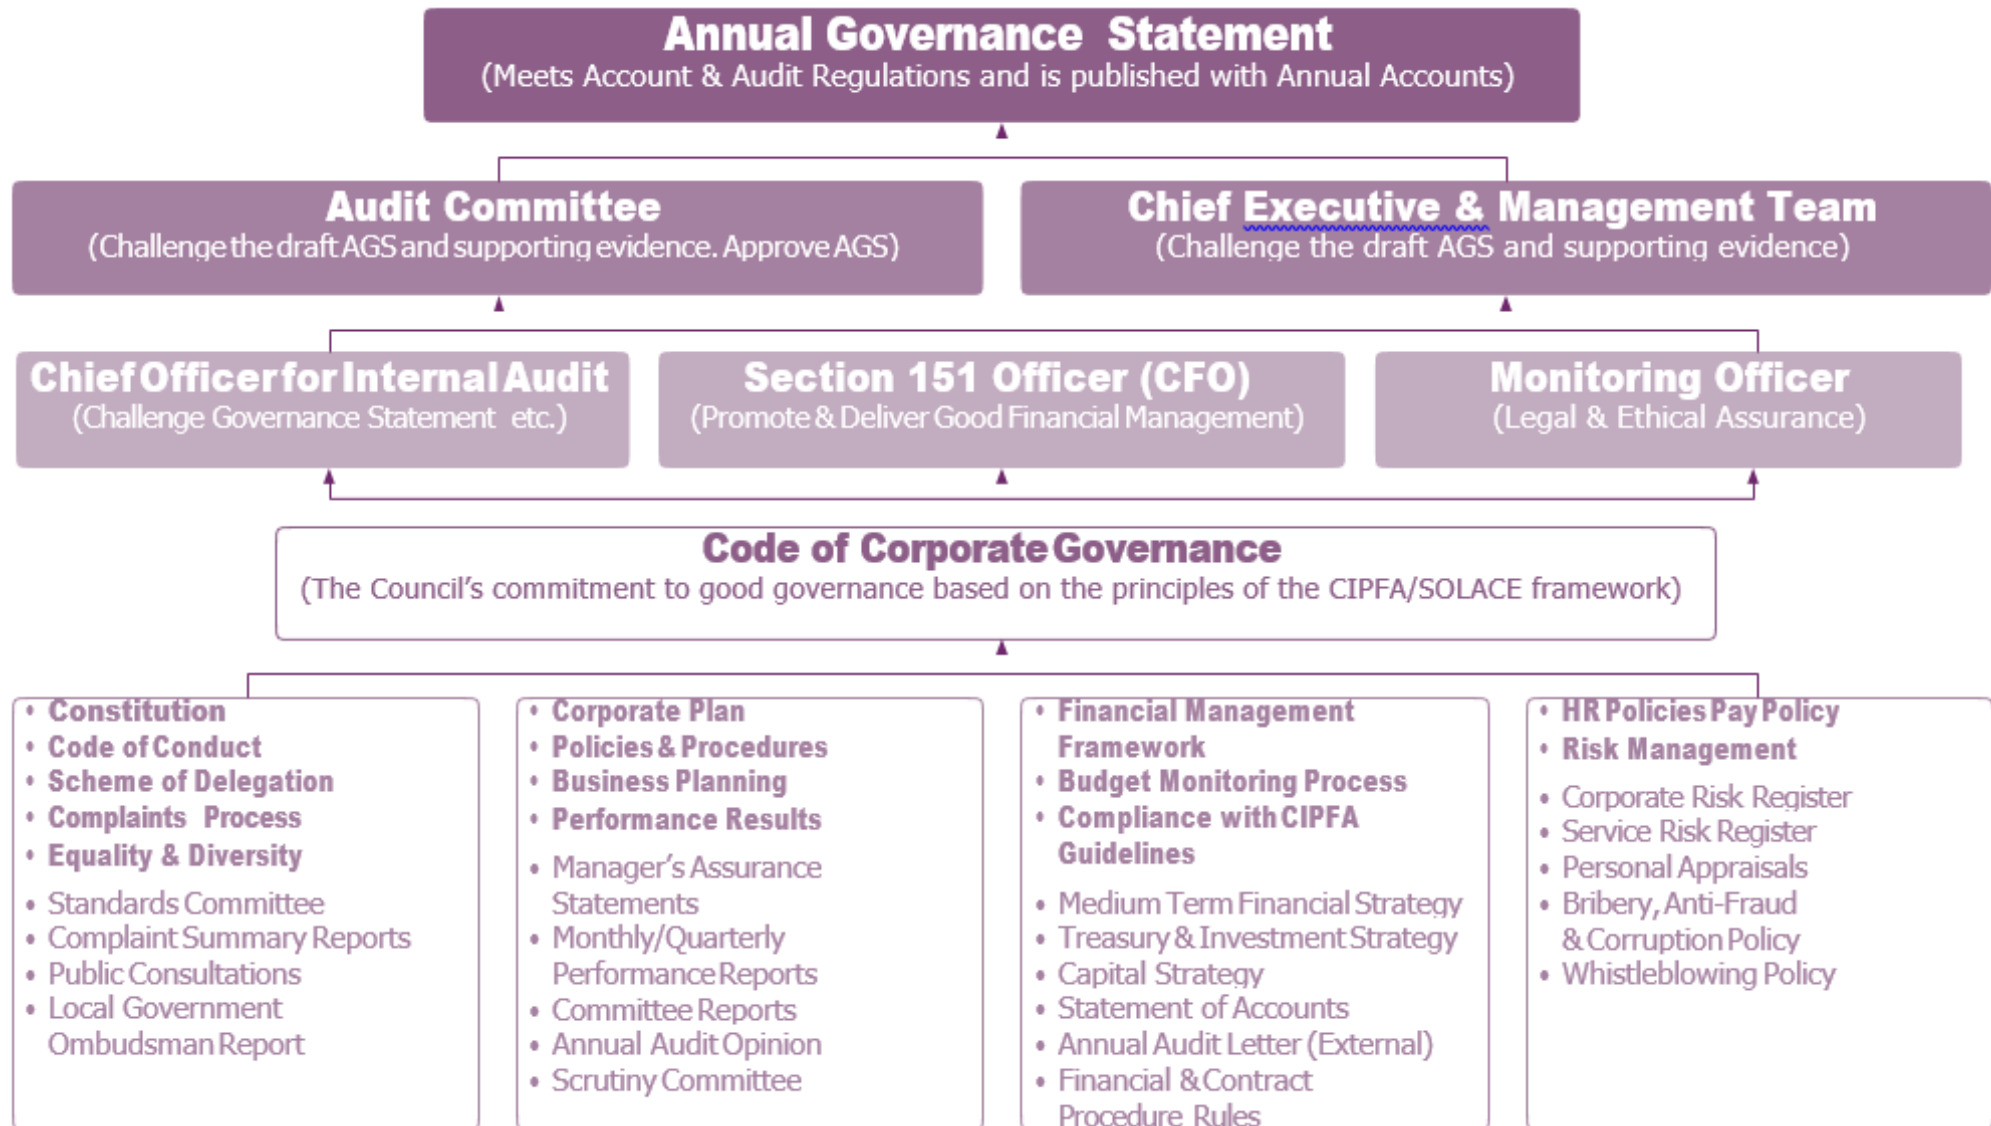 Annual Governance Statement
(Meets Account & Audit Regulations and is published with Annual Accounts)
Audit Committee
(Challenge the draft AGS and supporting evidence. Approve AGS)
Chief Executive & Management Team
(Challenge the draft AGS and supporting evidence)
Chief Officer for Internal Audit
(Challenge Governance Statement etc.)
Section 151 Officer (CFO)
(Promote & Deliver Good Financial Management)
Monitoring Officer
(Legal & Ethical Assurance)
Code of Corporate Governance
(The Council’s commitment to good governance based on the principles of the CIPFA/SOLACE framework)
• Constitution
• Code of Conduct
• Scheme of Delegation
• Complaints Process
• Equality & Diversity
• Standards Committee
• Complaint Summary Reports
• Public Consultations
• Local Government
Ombudsman Report
• Corporate Plan
• Policies & Procedures
• Business Planning
• Performance Results
• Manager’s Assurance
Statements
• Monthly/Quarterly
Performance Reports
• Committee Reports
• Annual Audit Opinion
• Scrutiny Committee
• Financial Management
Framework
• Budget Monitoring Process
• Compliance with CIPFA
Guidelines
• Medium Term Financial Strategy
• Treasury & Investment Strategy
• Capital Strategy
• Statement of Accounts
• Annual Audit Letter (External)
• Financial & Contract
Procedure Rules
• HR Policies Pay Policy
• Risk Management
• Corporate Risk Register
• Service Risk Register
• Personal Appraisals
• Bribery, Anti-Fraud
& Corruption Policy
• Whistleblowing Policy